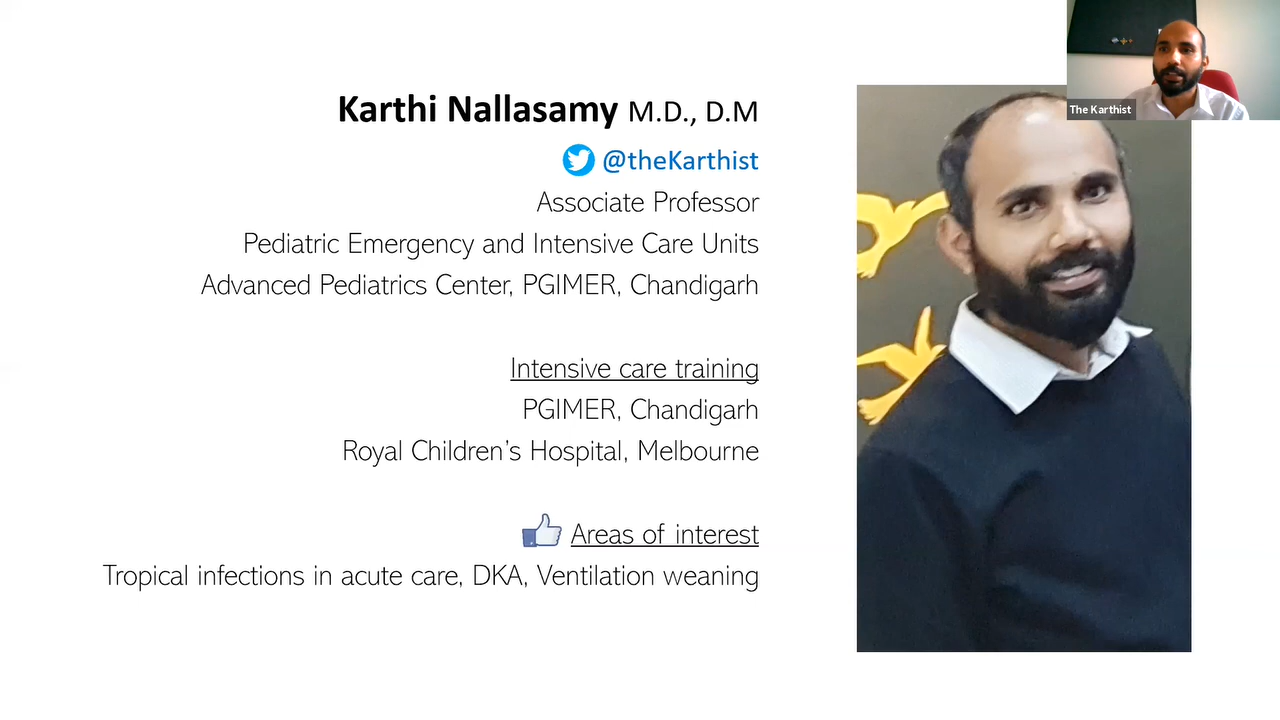 Karthi Nallasamy M.D., D.M
@theKarthist
Associate Professor
Pediatric Emergency and Intensive Care Units
Advanced Pediatrics Center, PGIMER, Chandigarh
Intensive care training
PGIMER, Chandigarh
Royal Children's Hospital, Melbourne
Areas of interest
Tropical infections in acute care, DKA, Ventilation weaning
The Karthist